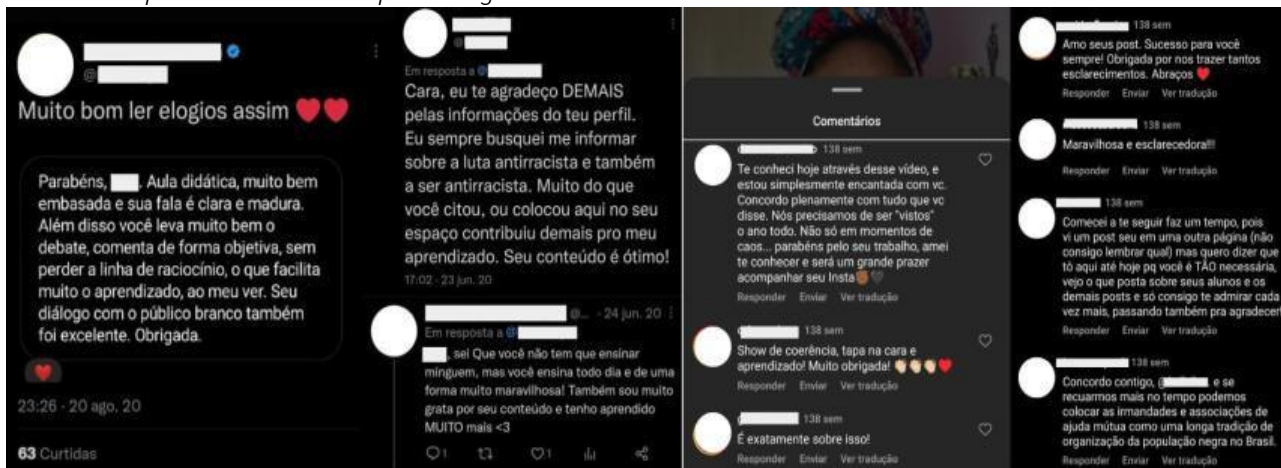 @
Muito bom ler elogios assim ❤️❤️
Parabéns, . Aula didática, muito bem
embasada e sua fala é clara e madura.
Além disso você leva muito bem o
debate, comenta de forma objetiva, sem
perder a linha de raciocínio, o que facilita
muito o aprendizado, ao meu ver. Seu
diálogo com o público branco também
foi excelente. Obrigada.
❤️
23:26 · 20 ago. 20
63 Curtidas
@
Em resposta a @
Cara, eu te agradeço DEMAIS
pelas informações do teu perfil.
Eu sempre busquei me informar
sobre a luta antirracista e também
a ser antirracista. Muito do que
você citou, ou colocou aqui no seu
espaço contribuiu demais pro meu
aprendizado. Seu conteúdo é ótimo!
17:02 · 23 jun. 20
@... · 24 jun. 20
Em resposta a @
, sei Que você não tem que ensinar
minguem, mas você ensina todo dia e de uma
forma muito maravilhosa! Também sou muito
grata por seu conteúdo e tenho aprendido
MUITO mais <3
1 1
Comentários
138 sem
Te conheci hoje através desse vídeo, e
estou simplesmente encantada com vc.
Concordo plenamente com tudo que vc
disse. Nós precisamos de ser "vistos"
o ano todo. Não só em momentos de
caos... parabéns pelo seu trabalho, amei
te conhecer e será um grande prazer
acompanhar seu Insta✊🏾🖤
Responder Enviar Ver tradução
138 sem
Show de coerência, tapa na cara e
aprendizado! Muito obrigada! 👏🏻👏🏻👏🏻❤️
Responder Enviar Ver tradução
138 sem
É exatamente sobre isso!
Responder Enviar Ver tradução
138 sem
Amo seus post. Sucesso para você
sempre! Obrigada por nos trazer tantos
esclarecimentos. Abraços ❤️
Responder Enviar Ver tradução
138 sem
Maravilhosa e esclarecedora!!!
Responder Enviar Ver tradução
138 sem
Comecei a te seguir faz um tempo, pois
vi um post seu em uma outra página (não
consigo lembrar qual) mas quero dizer que
tô aqui até hoje pq você é TÃO necessária,
vejo o que posta sobre seus alunos e os
demais posts e só consigo te admirar cada
vez mais, passando também pra agradecer!
Responder Enviar Ver tradução
138 sem
Concordo contigo, @ e se
recuarmos mais no tempo podemos
colocar as irmandades e associações de
ajuda mútua como uma longa tradição de
organização da população negra no Brasil.
Responder Enviar Ver tradução